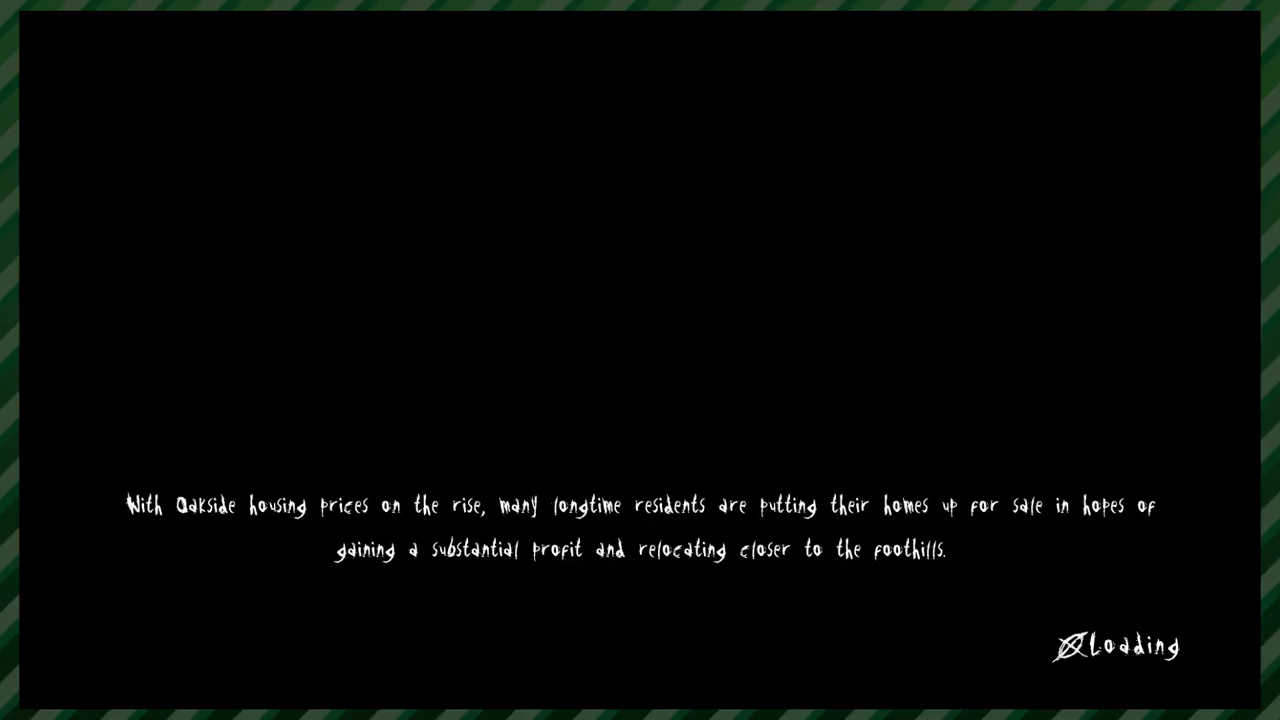 With Oakside housing prices on the rise, many longtime residents are putting their homes up for sale in hopes of
gaining a substantial profit and relocating closer to the foothills.
Loading